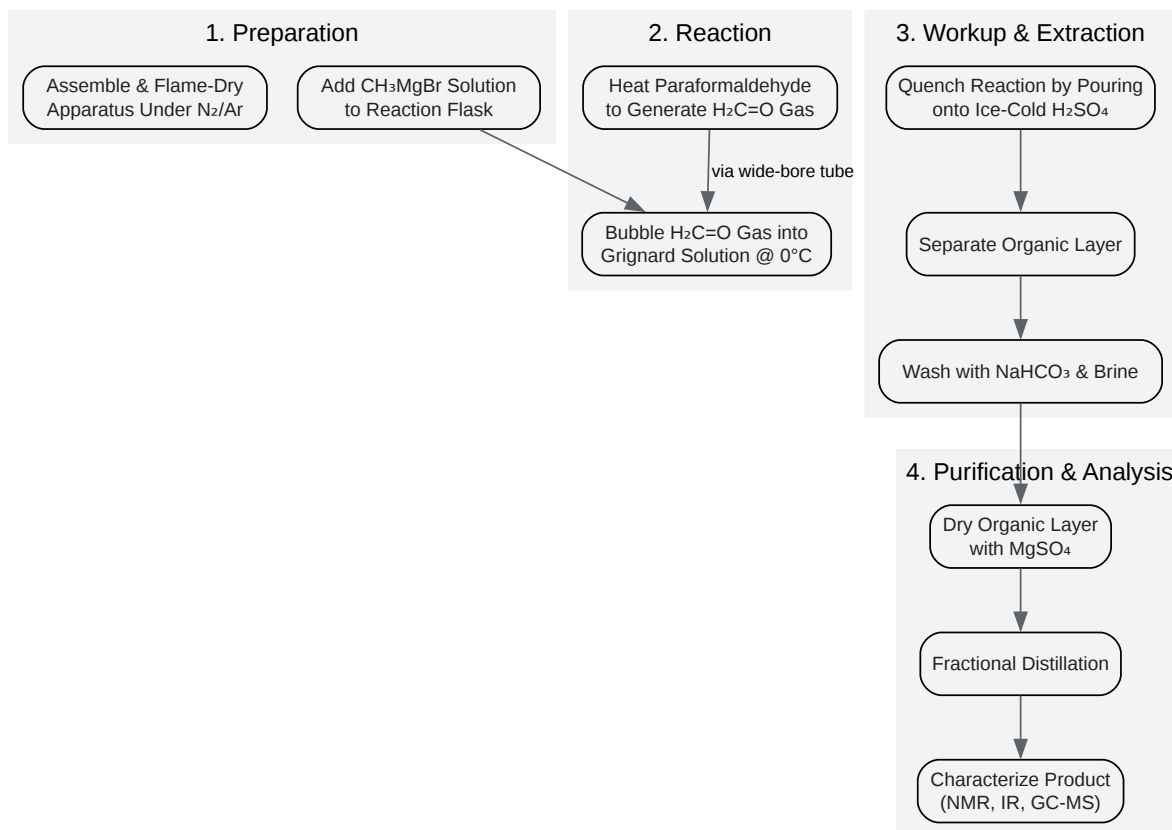 1. Preparation
Assemble & Flame-Dry
Apparatus Under N₂/Ar
Add CH₃MgBr Solution
to Reaction Flask
2. Reaction
Heat Paraformaldehyde
to Generate H₂C=O Gas
via wide-bore tube
Bubble H₂C=O Gas into
Grignard Solution @ 0°C
3. Workup & Extraction
Quench Reaction by Pouring
onto Ice-Cold H₂SO₄
Separate Organic Layer
Wash with NaHCO₃ & Brine
4. Purification & Analysis
Dry Organic Layer
with MgSO₄
Fractional Distillation
Characterize Product
(NMR, IR, GC-MS)